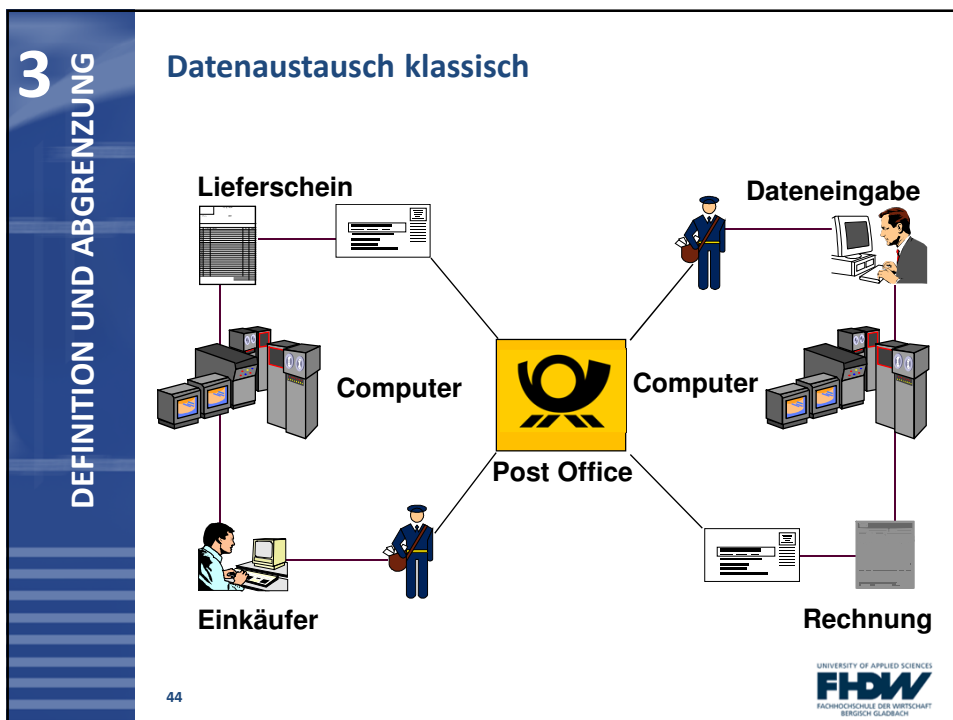 3
DEFINITION UND ABGRENZUNG
Datenaustausch klassisch
Lieferschein
Dateneingabe
Computer
Computer
Post Office
Einkäufer
Rechnung
44
UNIVERSITY OF APPLIED SCIENCES
FHDW
FACHHOCHSCHULE DER WIRTSCHAFT
BERGISCH GLADBACH